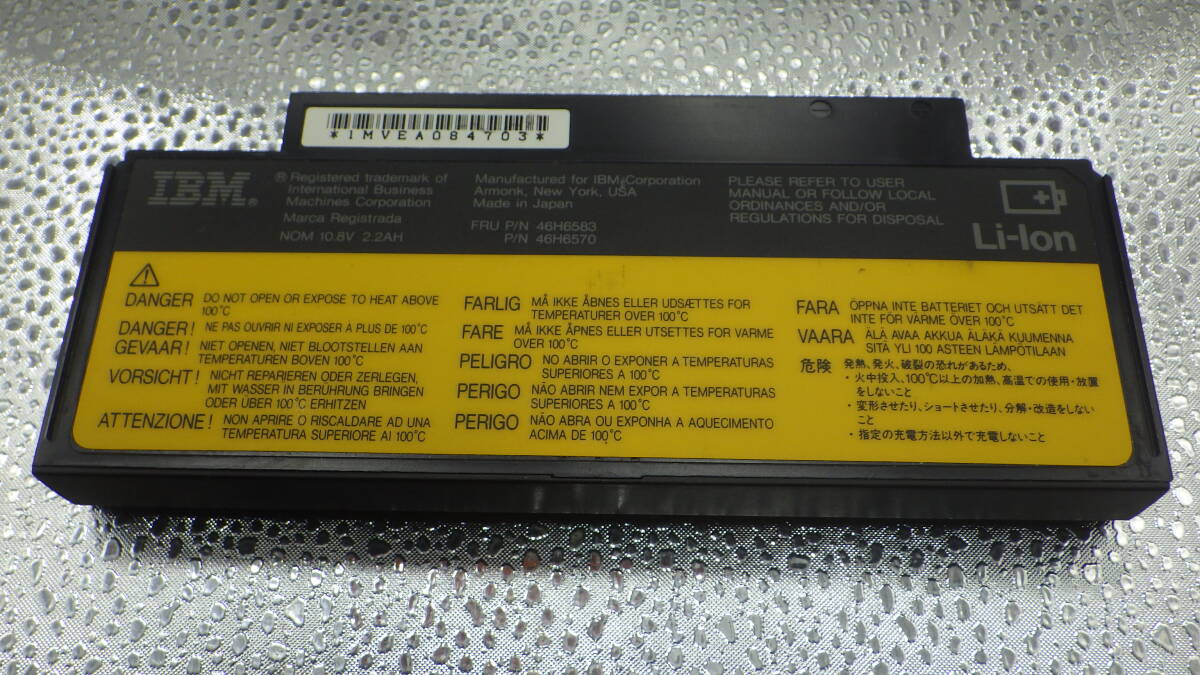 *1MVEA084703*
IBM®
® Registered trademark of
International Business
Machines Corporation
Marca Registrada
NOM 10.8V 2.2AH
Manufactured for IBM Corporation
Armonk, New York, USA
Made in Japan
FRU P/N 46H6583
P/N 46H6570
PLEASE REFER TO USER
MANUAL OR FOLLOW LOCAL
ORDINANCES AND/OR
REGULATIONS FOR DISPOSAL
Li-Ion
DANGER DO NOT OPEN OR EXPOSE TO HEAT ABOVE
100°C
DANGER! NE PAS OUVRIR NI EXPOSER À PLUS DE 100°C
GEVAAR! NIET OPENEN, NIET BLOOTSTELLEN AAN
TEMPERATUREN BOVEN 100°C
VORSICHT! NICHT REPARIEREN ODER ZERLEGEN,
MIT WASSER IN BERÜHRUNG BRINGEN
ODER ÜBER 100°C ERHITZEN
ATTENZIONE! NON APRIRE O RISCALDARE AD UNA
TEMPERATURA SUPERIORE AI 100°C
FARLIG MÅ IKKE ÅBNES ELLER UDSÆTTES FOR
TEMPERATURER OVER 100°C
FARE MÅ IKKE ÅPNES ELLER UTSETTES FOR VARME
OVER 100°C
PELIGRO NO ABRIR O EXPONER A TEMPERATURAS
SUPERIORES A 100°C
PERIGO NÃO ABRIR NEM EXPOR A TEMPERATURAS
SUPERIORES A 100°C
PERIGO NÃO ABRA OU EXPONHA A AQUECIMENTO
ACIMA DE 100°C
FARA ÖPPNA INTE BATTERIET OCH UTSÄTT DET
INTE FÖR VÄRME ÖVER 100°C
VAARA ÄLÄ AVAA AKKUA ÄLÄKÄ KUUMENNA
SITÄ YLI 100 ASTEEN LÄMPÖTILAAN
危険 発熱、発火、破裂の恐れがあるため、
・火中投入、100℃以上の加熱、高温での使用・放置
をしないこと
・変形させたり、ショートさせたり、分解・改造をしない
こと
・指定の充電方法以外で充電しないこと